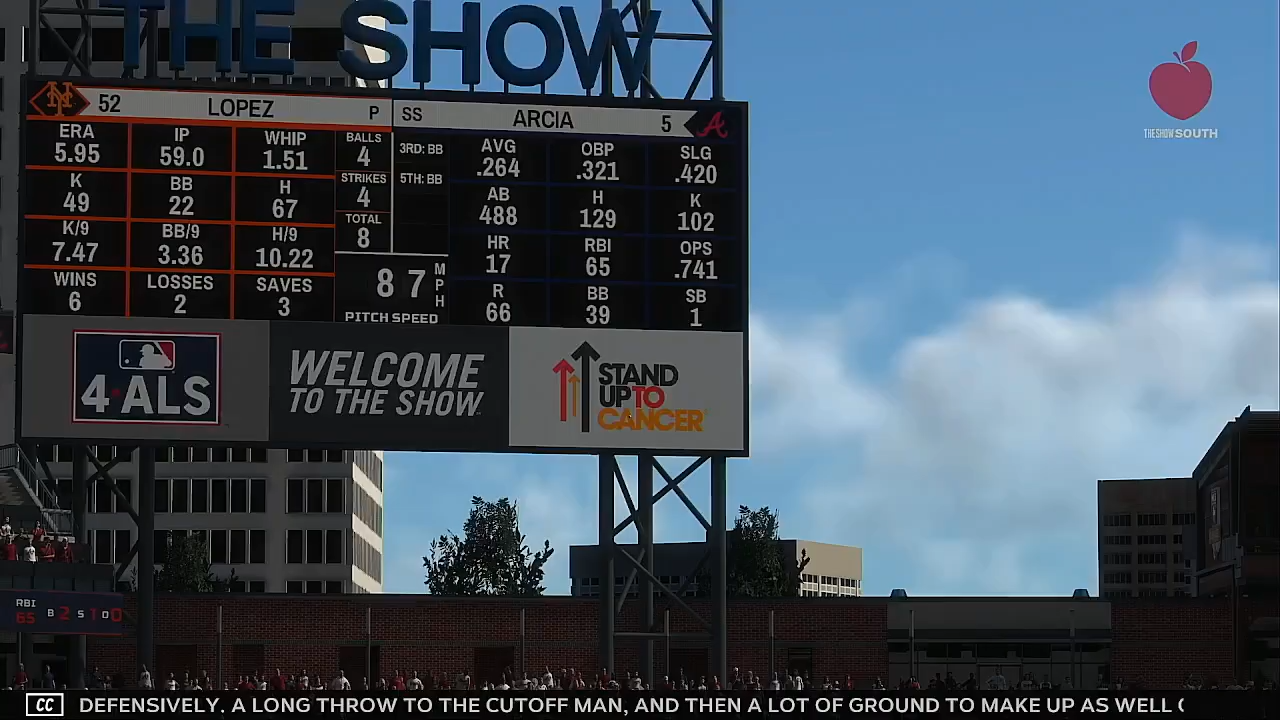 THE SHOW
NY 52 LOPEZ P SS ARCIA 5 A
ERA IP WHIP BALLS 3RD: BB AVG OBP SLG
5.95 59.0 1.51 4 .264 .321 .420
K BB H STRIKES 5TH: BB AB H K
49 22 67 4 488 129 102
K/9 BB/9 H/9 TOTAL HR RBI OPS
7.47 3.36 10.22 8 17 65 .741
WINS LOSSES SAVES 87 MPH R BB SB
6 2 3 PITCH SPEED 66 39 1
4 ALS
WELCOME
TO THE SHOW
STAND
UP TO
CANCER
THE SHOW SOUTH
RBI
65 B 2 S 1 O 0
CC DEFENSIVELY, A LONG THROW TO THE CUTOFF MAN, AND THEN A LOT OF GROUND TO MAKE UP AS WELL